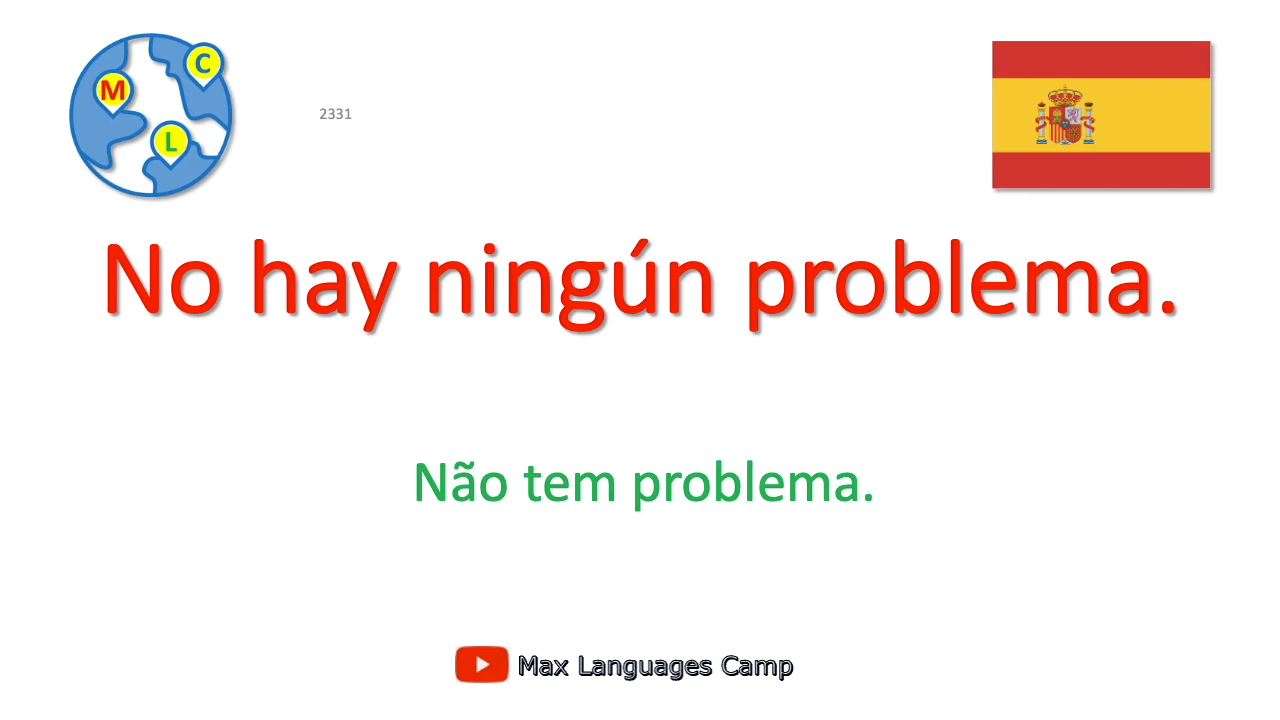 M
C
L
2331
No hay ningún problema.
Não tem problema.
Max Languages Camp